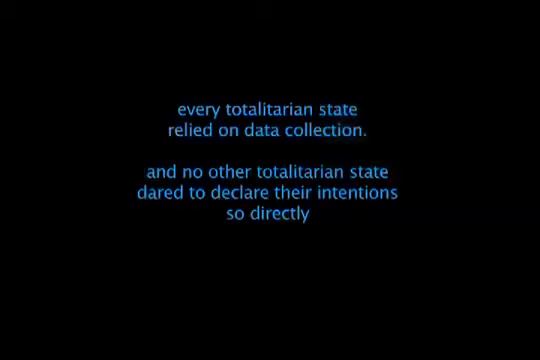 every totalitarian state
relied on data collection.
and no other totalitarian state
dared to declare their intentions
so directly